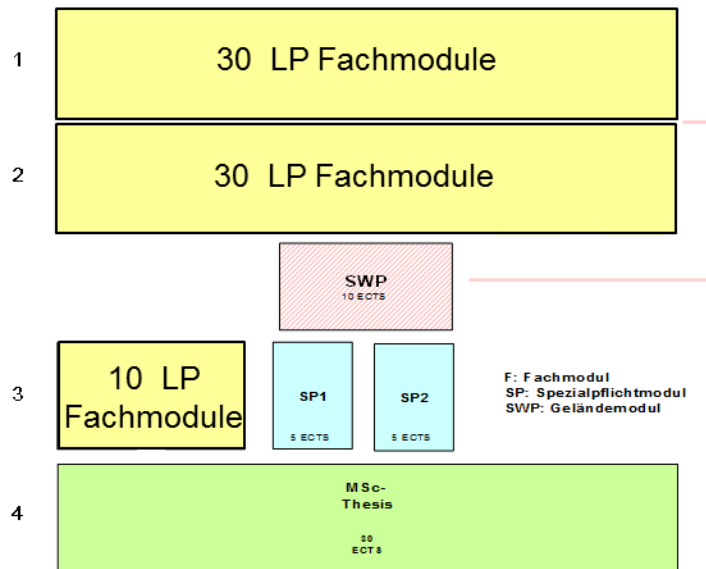 1
30 LP Fachmodule
2
30 LP Fachmodule
SWP
10 ECTS
3
10 LP
Fachmodule
SP1
5 ECTS
SP2
5 ECTS
F: Fachmodul
SP: Spezialpflichtmodul
SWP: Geländemodul
4
MSc-
Thesis
30
ECTS